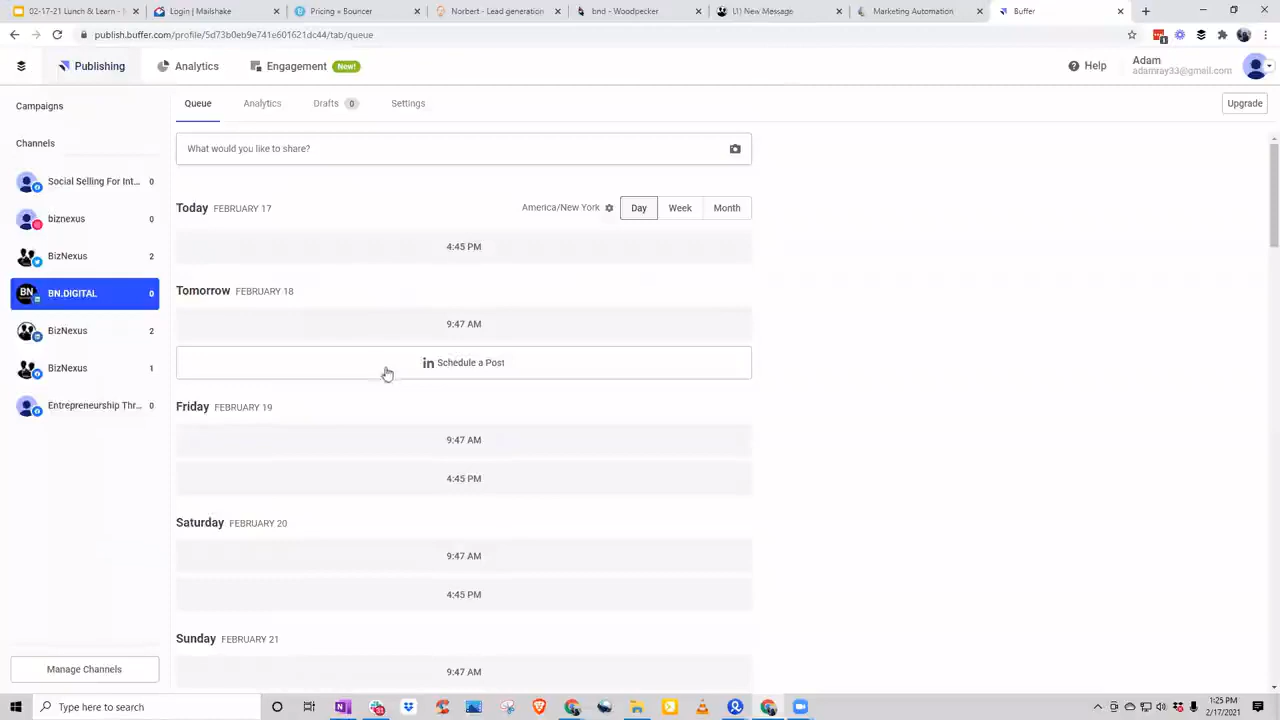 02-17-21 Lunch & Learn -
Login | Mailshake
Pricing • Bouncer
Norbert - Lead generation
bnd - Woodpecker
(1) New Message
Marketing Automation
Buffer
publish.buffer.com/profile/5d73b0eb9e741e601621dc44/tab/queue
Publishing
Analytics
Engagement New!
Help
Adam
adamray33@gmail.com
Campaigns
Queue
Analytics
Drafts 0
Settings
Upgrade
Channels
What would you like to share?
Social Selling For Int... 0
biznexus 0
BizNexus 2
BN.DIGITAL 0
BizNexus 2
BizNexus 1
Entrepreneurship Thr... 0
Manage Channels
Today FEBRUARY 17
America/New York
Day Week Month
4:45 PM
Tomorrow FEBRUARY 18
9:47 AM
in Schedule a Post
Friday FEBRUARY 19
9:47 AM
4:45 PM
Saturday FEBRUARY 20
9:47 AM
4:45 PM
Sunday FEBRUARY 21
9:47 AM
Type here to search
1:25 PM
2/17/2021